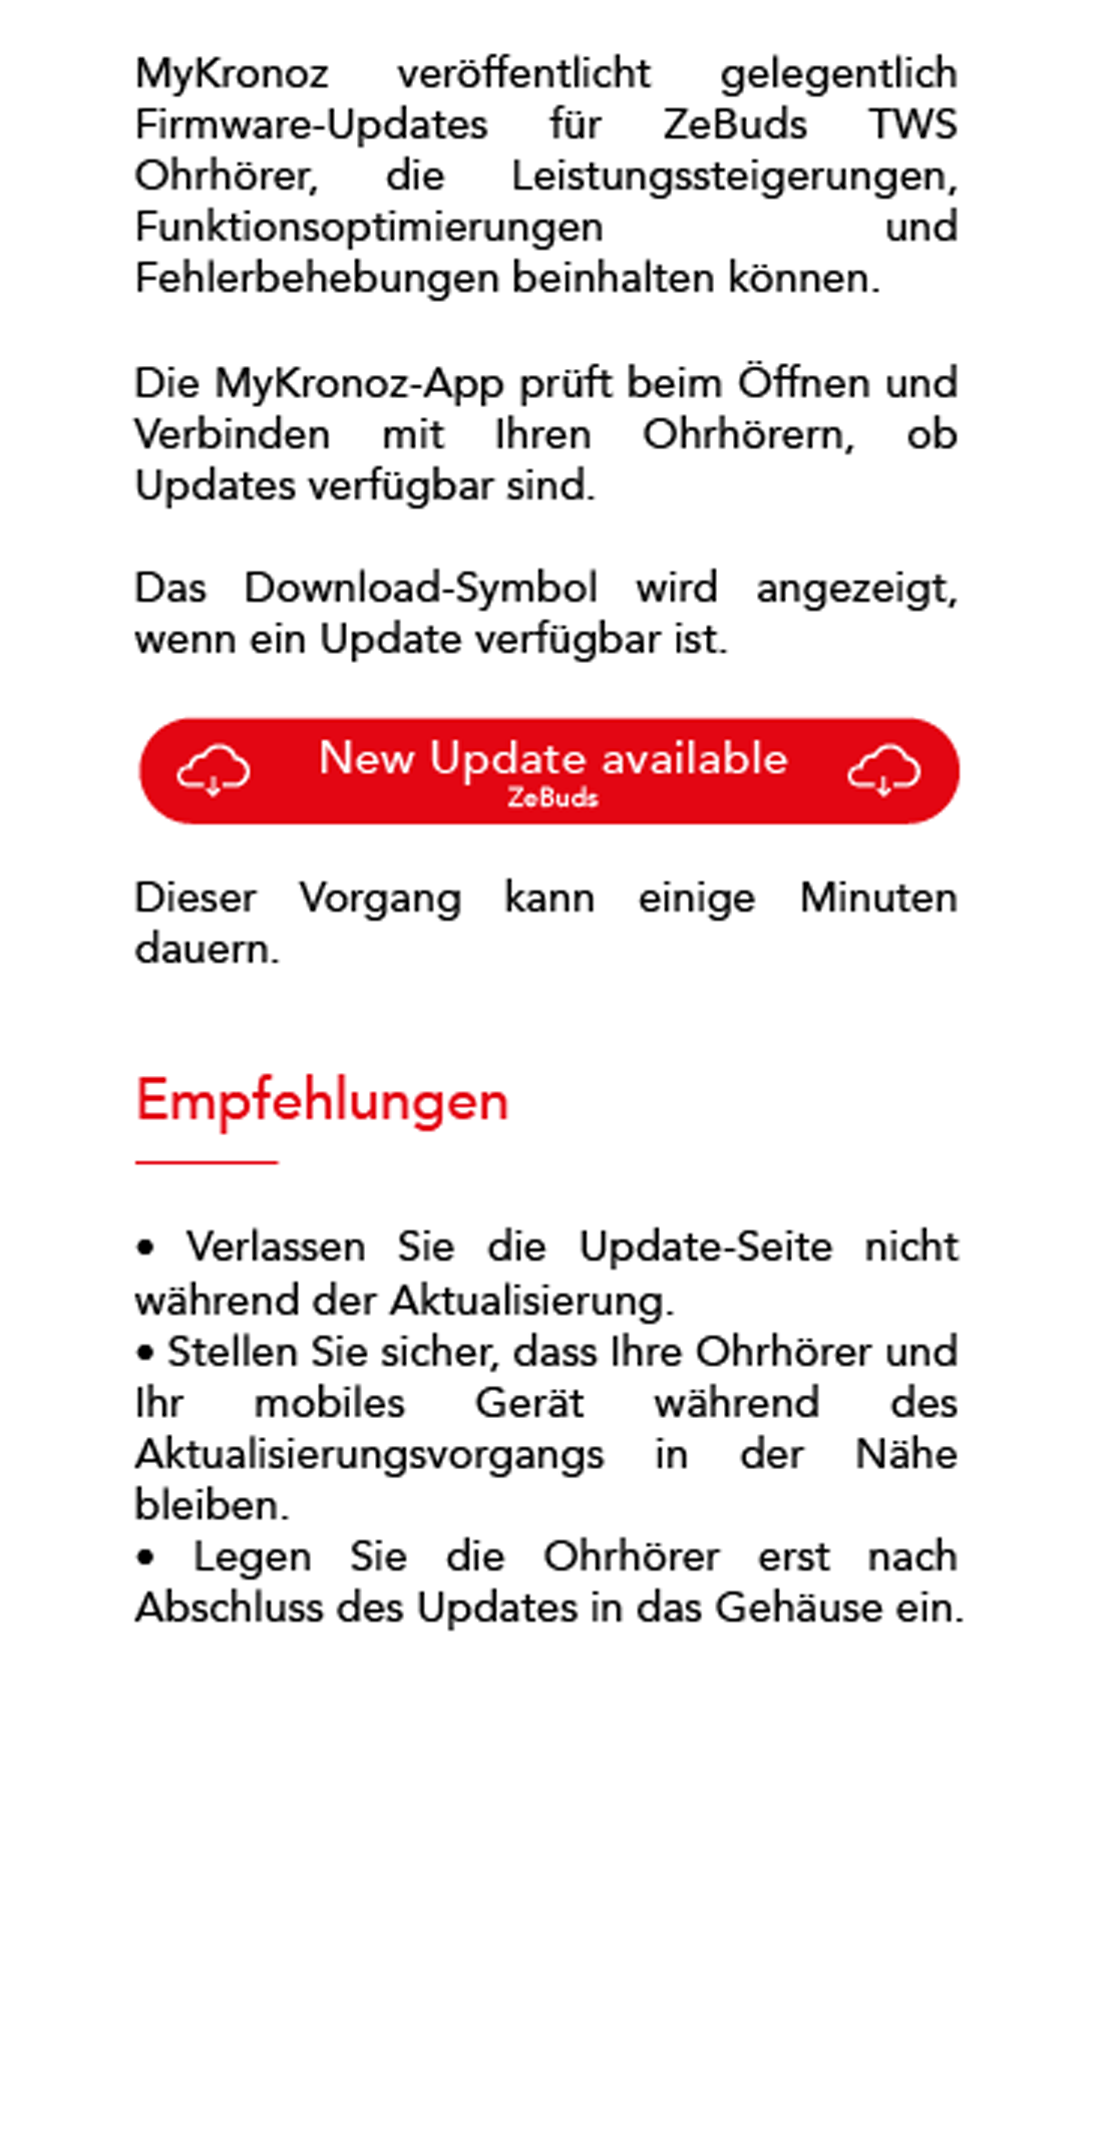 MyKronoz veröffentlicht gelegentlich
Firmware-Updates für ZeBuds TWS
Ohrhörer, die Leistungssteigerungen,
Funktionsoptimierungen und
Fehlerbehebungen beinhalten können.
Die MyKronoz-App prüft beim Öffnen und
Verbinden mit Ihren Ohrhörern, ob
Updates verfügbar sind.
Das Download-Symbol wird angezeigt,
wenn ein Update verfügbar ist.
New Update available
ZeBuds
Dieser Vorgang kann einige Minuten
dauern.
Empfehlungen
• Verlassen Sie die Update-Seite nicht
während der Aktualisierung.
• Stellen Sie sicher, dass Ihre Ohrhörer und
Ihr mobiles Gerät während des
Aktualisierungsvorgangs in der Nähe
bleiben.
• Legen Sie die Ohrhörer erst nach
Abschluss des Updates in das Gehäuse ein.